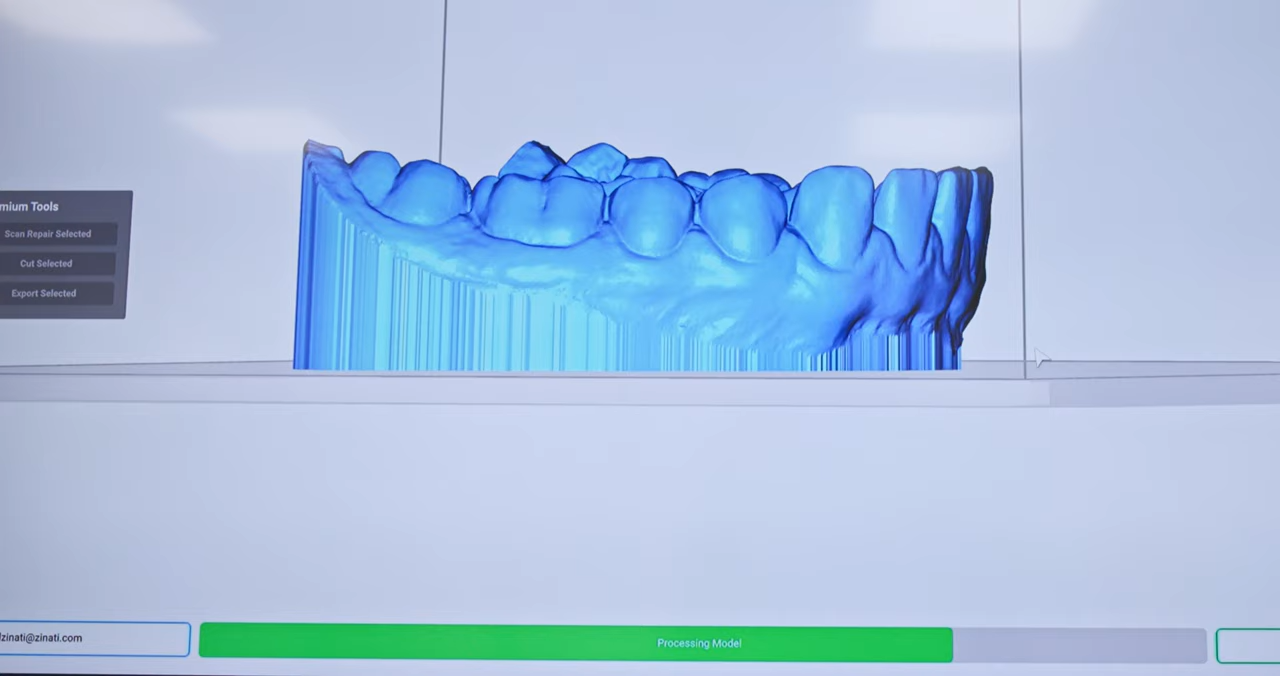 mium Tools
Scan Repair Selected
Cut Selected
Export Selected
zinati@zinati.com
Processing Model